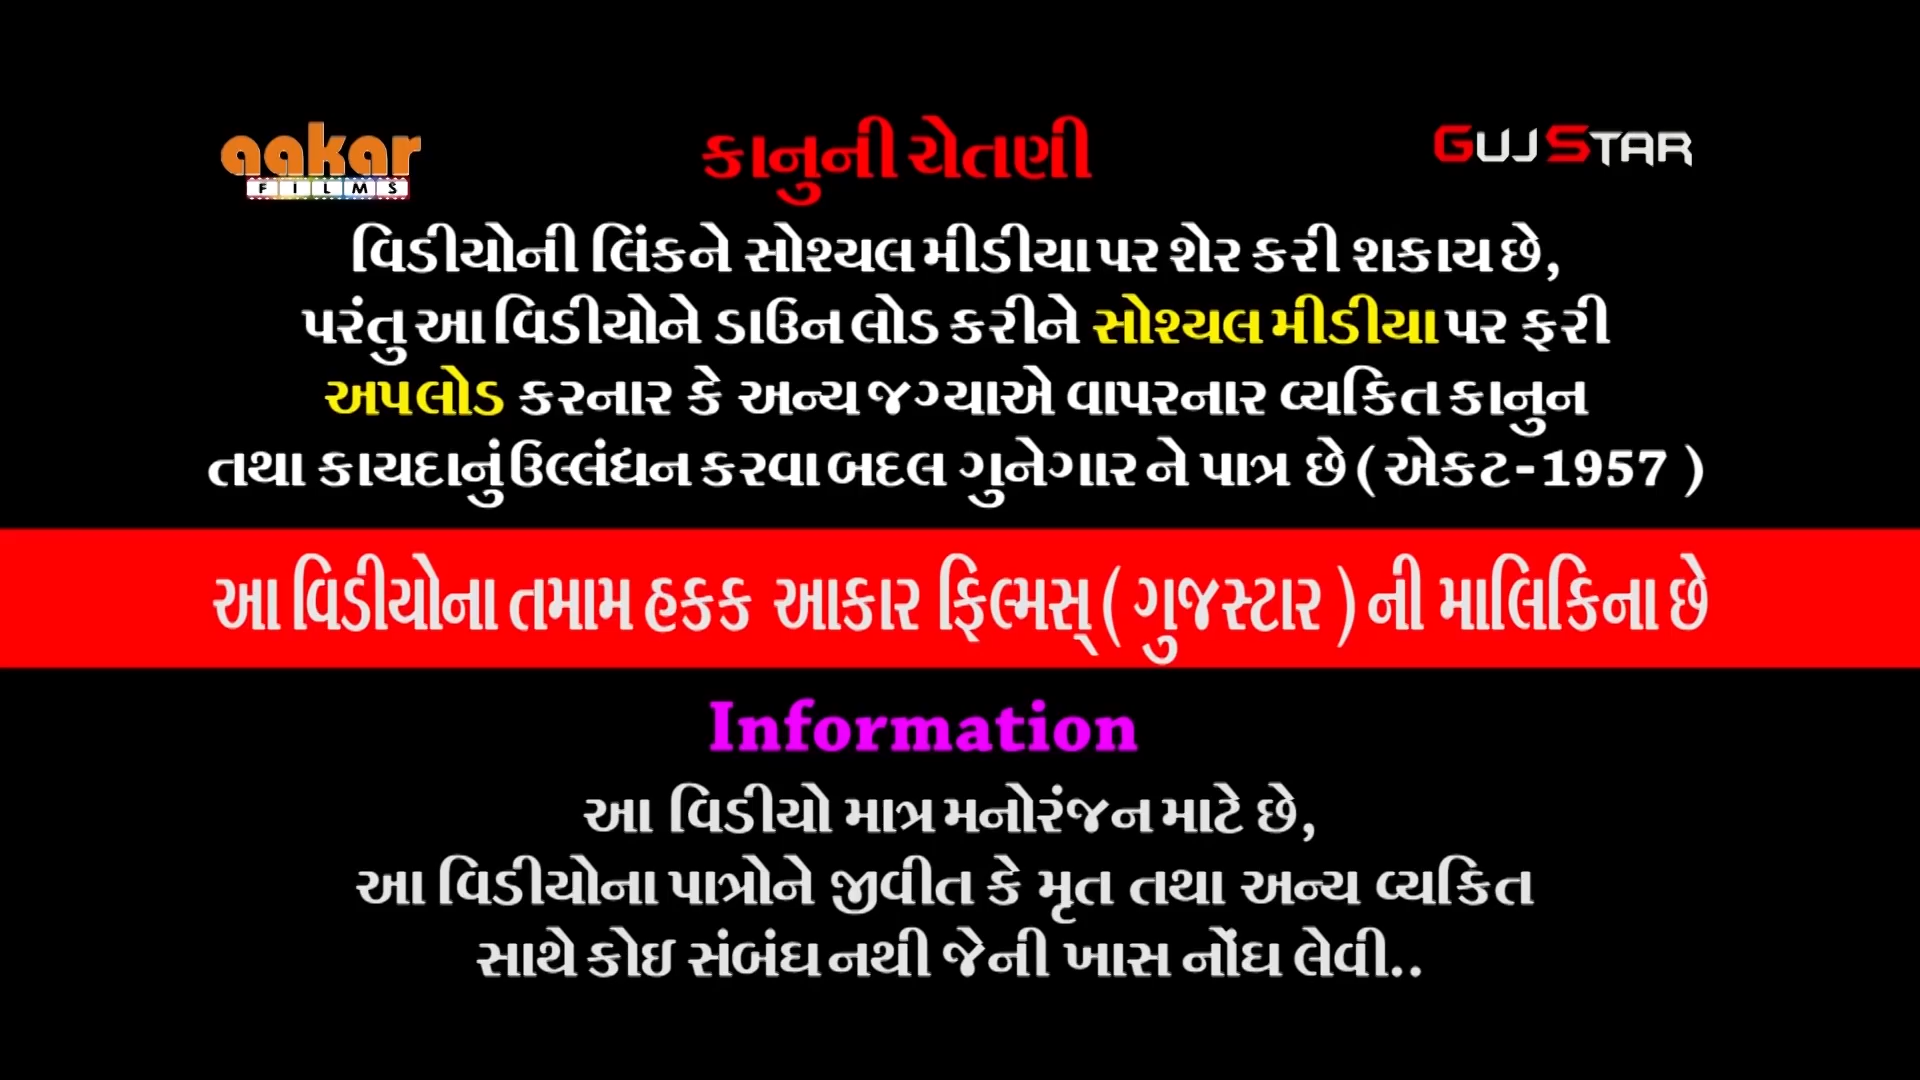 aakar
FILMS
કાનુની ચેતણી
GUJSTAR
વિડીયોની લિંકને સોશ્યલ મીડીયા પર શેર કરી શકાય છે,
પરંતુ આ વિડીયોને ડાઉનલોડ કરીને સોશ્યલ મીડીયા પર ફરી
અપલોડ કરનાર કે અન્ય જગ્યાએ વાપરનાર વ્યકિત કાનુન
તથા કાયદાનું ઉલ્લંઘન કરવા બદલ ગુનેગાર ને પાત્ર છે ( એકટ-1957 )
આ વિડીયોના તમામ હકક આકાર ફિલ્મસ્ ( ગુજસ્ટાર ) ની માલિકિના છે
Information
આ વિડીયો માત્ર મનોરંજન માટે છે,
આ વિડીયોના પાત્રોને જીવીત કે મૃત તથા અન્ય વ્યકિત
સાથે કોઇ સંબંઘ નથી જેની ખાસ નોંઘ લેવી..